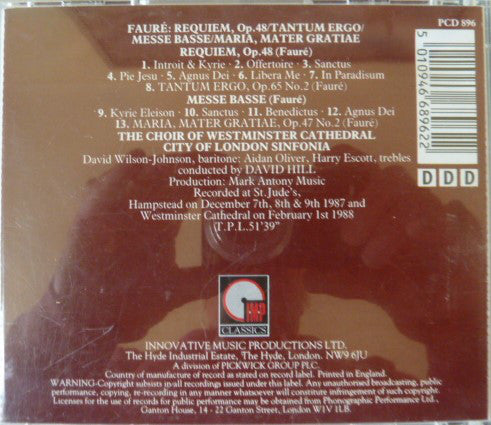 FAURÉ: REQUIEM, Op.48/TANTUM ERGO/
MESSE BASSE/MARIA, MATER GRATIAE
PCD 896
REQUIEM, Op.48 (Fauré)
1. Introit & Kyrie · 2. Offertoire · 3. Sanctus
4. Pie Jesu · 5. Agnus Dei · 6. Libera Me · 7. In Paradisum
8. TANTUM ERGO, Op.65 No.2 (Fauré)
MESSE BASSE (Fauré)
9. Kyrie Eleison · 10. Sanctus · 11. Benedictus · 12. Agnus Dei
13. MARIA, MATER GRATIAE, Op.47 No.2 (Fauré)
THE CHOIR OF WESTMINSTER CATHEDRAL
CITY OF LONDON SINFONIA
David Wilson-Johnson, baritone: Aidan Oliver, Harry Escott, trebles
conducted by DAVID HILL
Production: Mark Antony Music
Recorded at St.Jude's,
Hampstead on December 7th, 8th & 9th 1987 and
Westminster Cathedral on February 1st 1988
T.P.L.51'39"
5 010946 689622
DDD
IMP
CLASSICS
INNOVATIVE MUSIC PRODUCTIONS LTD.
The Hyde Industrial Estate, The Hyde, London. NW9 6JU
A division of PICKWICK GROUP PLC.
Country of manufacture of record as stated on record label. Printed in England.
WARNING-Copyright subsists in-all recordings issued under this label. Any unauthorised broadcasting, public
performance, copying, re-recording in any manner whatsoever will constitute infringement of such copyright.
Licenses for the use of records for public performance may be obtained from Phonographic Performance Ltd.,
Ganton House, 14 - 22 Ganton Street, London W1V 1LB.